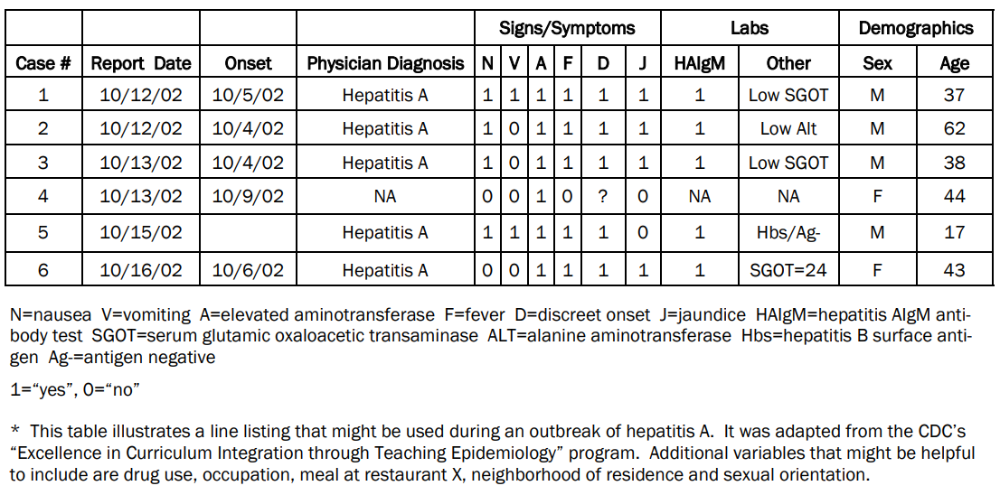 Signs/Symptoms Labs Demographics
Case # Report Date Onset Physician Diagnosis N V A F D J HAIgM Other Sex Age
1 10/12/02 10/5/02 Hepatitis A 1 1 1 1 1 1 1 Low SGOT M 37
2 10/12/02 10/4/02 Hepatitis A 1 0 1 1 1 1 1 Low Alt M 62
3 10/13/02 10/4/02 Hepatitis A 1 0 1 1 1 1 1 Low SGOT M 38
4 10/13/02 10/9/02 NA 0 0 1 0 ? 0 NA NA F 44
5 10/15/02 Hepatitis A 1 1 1 1 1 0 1 Hbs/Ag- M 17
6 10/16/02 10/6/02 Hepatitis A 0 0 1 1 1 1 1 SGOT=24 F 43
N=nausea V=vomiting A=elevated aminotransferase F=fever D=discreet onset J=jaundice HAIgM=hepatitis AIgM anti-
body test SGOT=serum glutamic oxaloacetic transaminase ALT=alanine aminotransferase Hbs=hepatitis B surface anti-
gen Ag-=antigen negative
1=“yes”, 0=“no”
* This table illustrates a line listing that might be used during an outbreak of hepatitis A. It was adapted from the CDC’s
“Excellence in Curriculum Integration through Teaching Epidemiology” program. Additional variables that might be helpful
to include are drug use, occupation, meal at restaurant X, neighborhood of residence and sexual orientation.